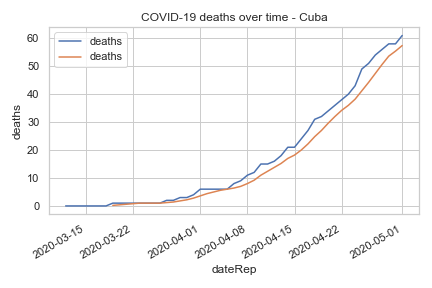 COVID-19 deaths over time - Cuba
deaths
deaths
deaths
60
50
40
30
20
10
0
2020-03-15
2020-03-22
2020-04-01
2020-04-08
2020-04-15
2020-04-22
2020-05-01
dateRep